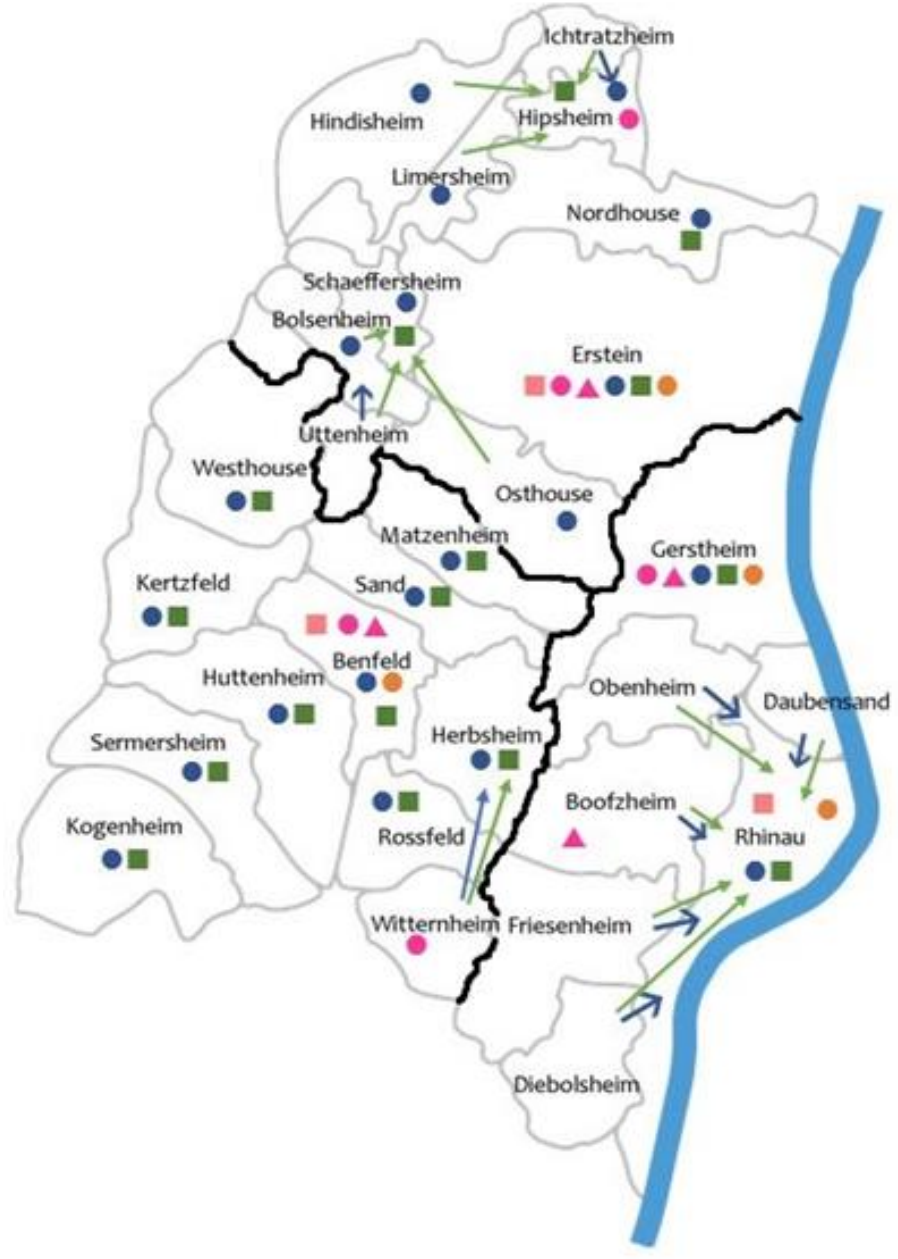 Ichtratzheim
Hindisheim
Hipsheim
Limersheim
Nordhouse
Schaeffersheim
Bolsenheim
Erstein
Uttenheim
Westhouse
Osthouse
Matzenheim
Gerstheim
Kertzfeld
Sand
Benfeld
Huttenheim
Obenheim
Daubensand
Herbsheim
Sermersheim
Boofzheim
Kogenheim
Rossfeld
Rhinau
Witternheim
Friesenheim
Diebolsheim